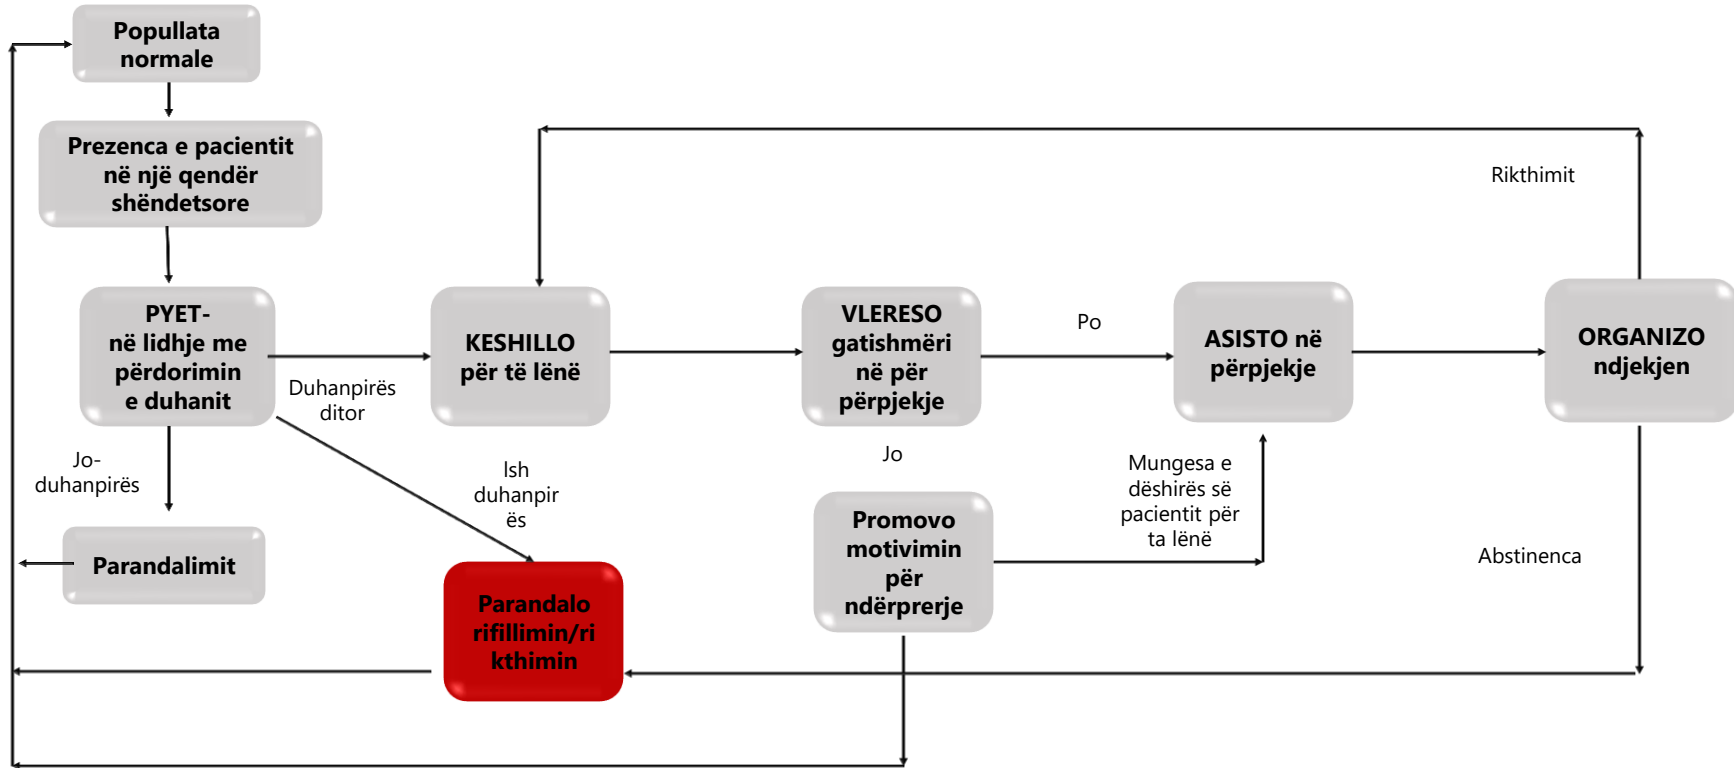 Popullata
normale
Prezenca e pacientit
në një qendër
shëndetsore
Rikthimit
PYET-
në lidhje me
përdorimin
e duhanit
KESHILLO
për të lënë
VLERESO
gatishmëri
në për
përpjekje
Po
ASISTO në
përpjekje
ORGANIZO
ndjekjen
Duhanpirës
ditor
Jo-
duhanpirës
Ish
duhanpir
ës
Jo
Mungesa e
dëshirës së
pacientit për
ta lënë
Promovo
motivimin
për
ndërprerje
Abstinenca
Parandalimit
Parandalo
rifillimin/ri
kthimin